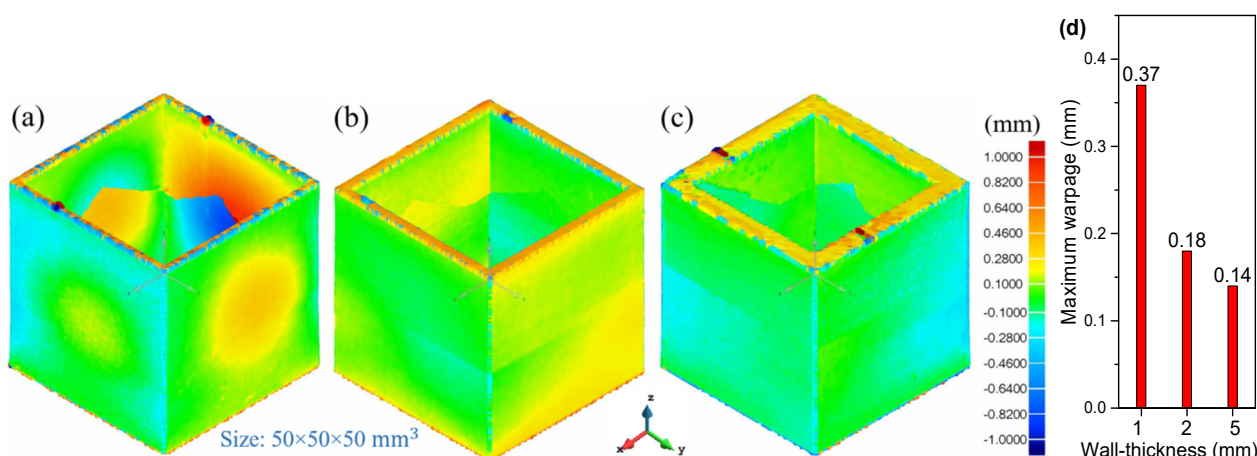 (a)
(b)
(c)
Size: 50×50×50 mm³
z
x
y
(mm)
1.0000
0.8200
0.6400
0.4600
0.2800
0.1000
-0.1000
-0.2800
-0.4600
-0.6400
-0.8200
-1.0000
(d)
Maximum warpage (mm)
0.4
0.3
0.2
0.1
0.0
0.37
0.18
0.14
1 2 5
Wall-thickness (mm)